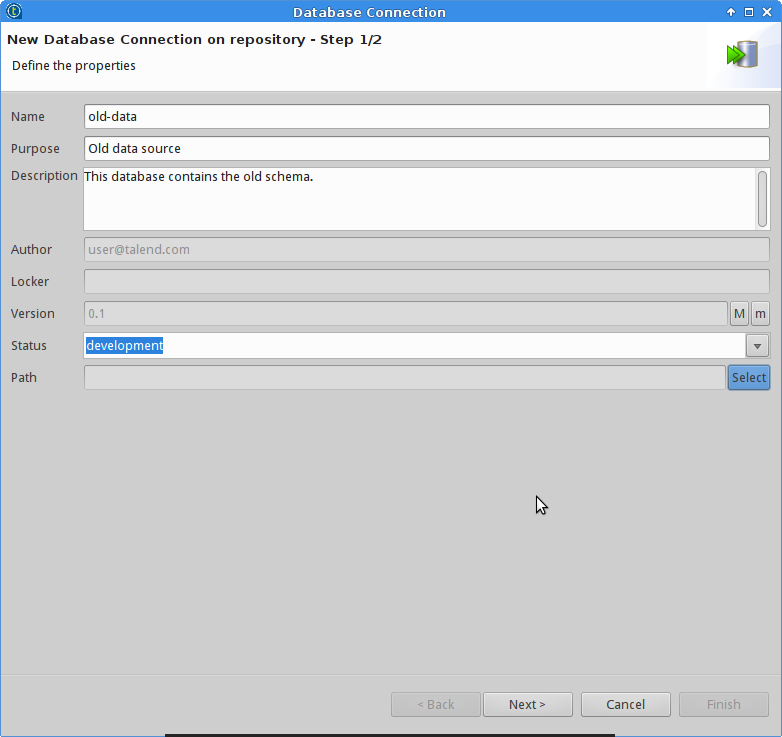 Database Connection
New Database Connection on repository - Step 1/2
Define the properties
Name old-data
Purpose Old data source
Description This database contains the old schema.
Author user@talend.com
Locker
Version 0.1 M m
Status development
Path Select
< Back Next > Cancel Finish